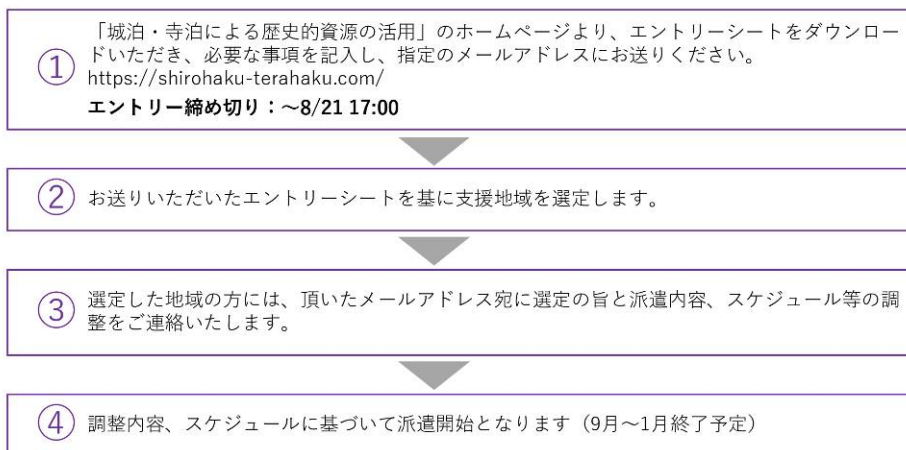 ①
「城泊・寺泊による歴史的資源の活用」のホームページより、エントリーシートをダウンロー
ドいただき、必要な事項を記入し、指定のメールアドレスにお送りください。
https://shirohaku-terahaku.com/
エントリー締め切り：～8/21 17:00
②
お送りいただいたエントリーシートを基に支援地域を選定します。
③
選定した地域の方には、頂いたメールアドレス宛に選定の旨と派遣内容、スケジュール等の調
整をご連絡いたします。
④
調整内容、スケジュールに基づいて派遣開始となります（9月～1月終了予定）